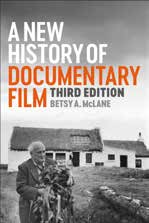 A NEW
HISTORY OF
DOCUMENTARY
FILM THIRD EDITION
BETSY A. McLANE